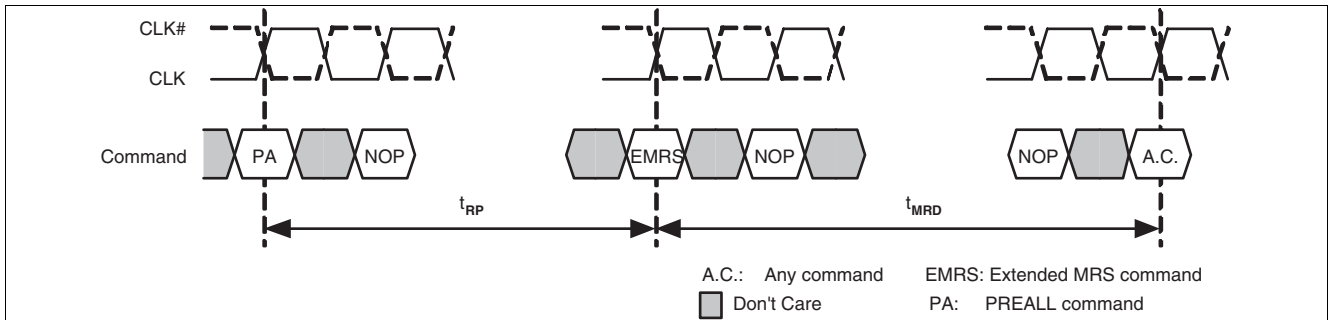 CLK#
CLK
Command PA NOP EMRS NOP NOP A.C.
tRP tMRD
A.C.: Any command EMRS: Extended MRS command
Don't Care PA: PREALL command